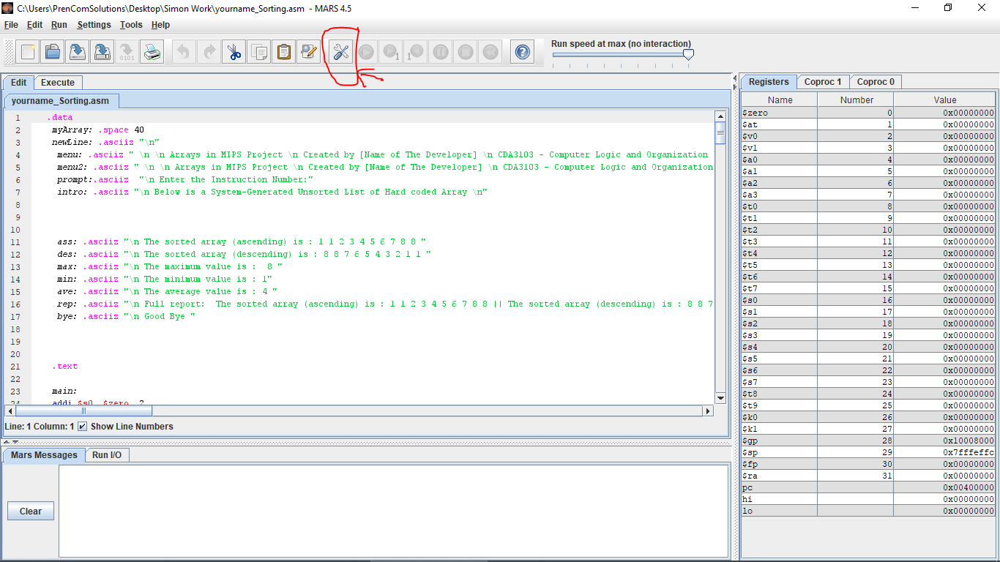 C:\Users\PrenComSolutions\Desktop\Simon Work\yourname_Sorting.asm - MARS 4.5
File Edit Run Settings Tools Help
Run speed at max (no interaction)
Edit Execute
yourname_Sorting.asm
1 .data
2 myArray: .space 40
3 newLine: .asciiz "\n"
4 menu: .asciiz " \n \n Arrays in MIPS Project \n Created by [Name of The Developer] \n CDA3103 - Computer Logic and Organization
5 menu2: .asciiz " \n \n Arrays in MIPS Project \n Created by [Name of The Developer] \n CDA3103 - Computer Logic and Organization
6 prompt:.asciiz "\n Enter the Instruction Number:"
7 intro: .asciiz "\n Below is a System-Generated Unsorted List of Hard coded Array \n"
8
9
10
11 ass: .asciiz "\n The sorted array (ascending) is : 1 1 2 3 4 5 6 7 8 8 "
12 des: .asciiz "\n The sorted array (descending) is : 8 8 7 6 5 4 3 2 1 1 "
13 max: .asciiz "\n The maximum value is :  8 "
14 min: .asciiz "\n The minimum value is : 1"
15 ave: .asciiz "\n The average value is : 4 "
16 rep: .asciiz "\n Full report:  The sorted array (ascending) is : 1 1 2 3 4 5 6 7 8 8 || The sorted array (descending) is : 8 8 7
17 bye: .asciiz "\n Good Bye "
18
19
20
21 .text
22
23 main:
24 addi $s0, $zero, 2
Line: 1 Column: 1 Show Line Numbers
Mars Messages Run I/O
Clear
Registers Coproc 1 Coproc 0
Name Number Value
$zero 0 0x00000000
$at 1 0x00000000
$v0 2 0x00000000
$v1 3 0x00000000
$a0 4 0x00000000
$a1 5 0x00000000
$a2 6 0x00000000
$a3 7 0x00000000
$t0 8 0x00000000
$t1 9 0x00000000
$t2 10 0x00000000
$t3 11 0x00000000
$t4 12 0x00000000
$t5 13 0x00000000
$t6 14 0x00000000
$t7 15 0x00000000
$s0 16 0x00000000
$s1 17 0x00000000
$s2 18 0x00000000
$s3 19 0x00000000
$s4 20 0x00000000
$s5 21 0x00000000
$s6 22 0x00000000
$s7 23 0x00000000
$t8 24 0x00000000
$t9 25 0x00000000
$k0 26 0x00000000
$k1 27 0x00000000
$gp 28 0x10008000
$sp 29 0x7fffeffc
$fp 30 0x00000000
$ra 31 0x00000000
pc 0x00400000
hi 0x00000000
lo 0x00000000